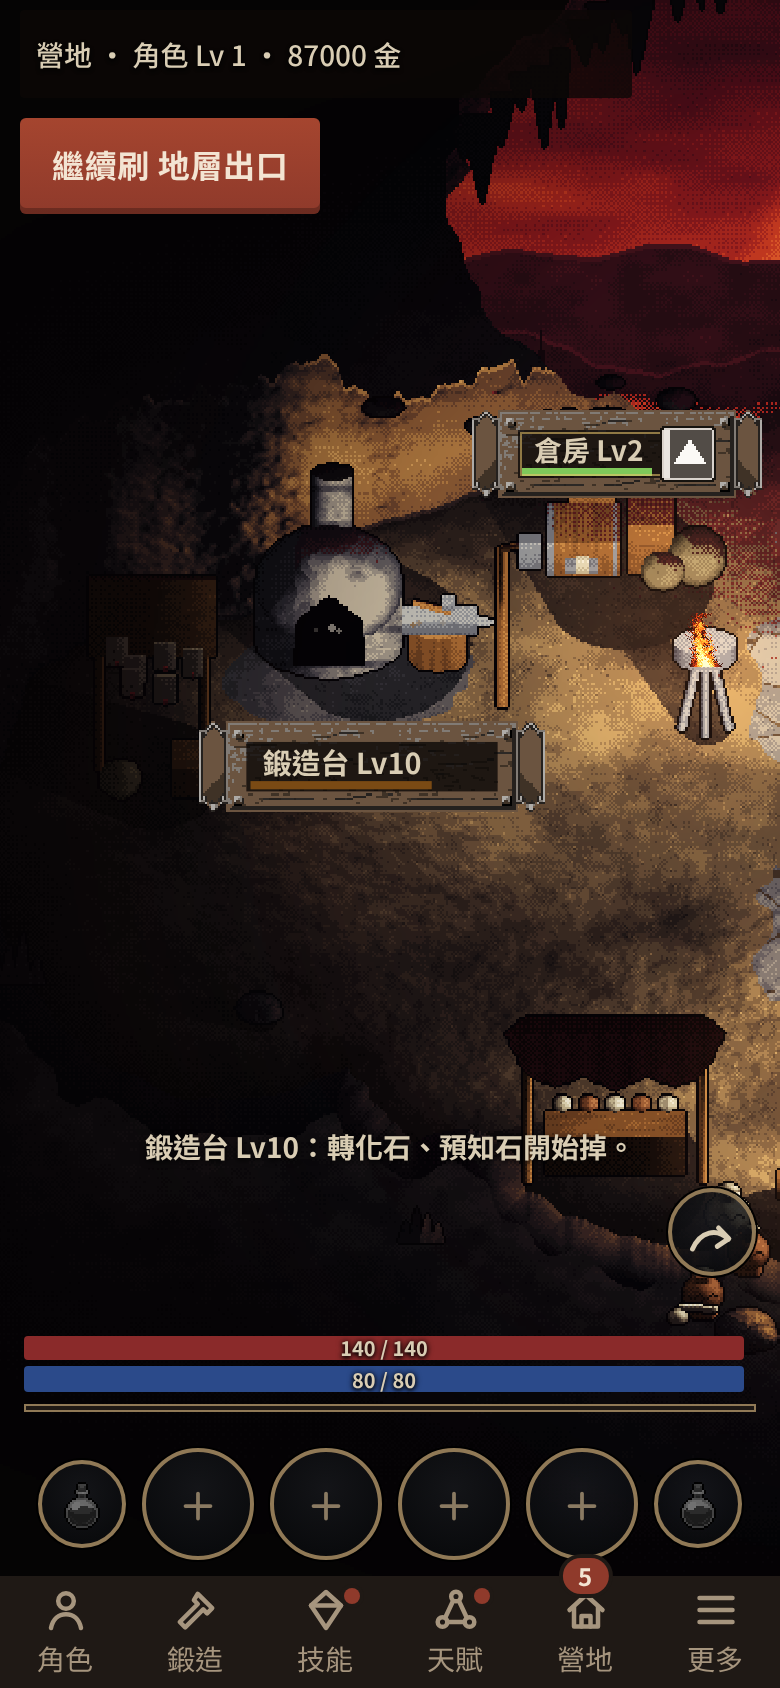 營地 • 角色 Lv 1 • 87000 金
繼續刷 地層出口
倉房 Lv2
鍛造台 Lv10
鍛造台 Lv10：轉化石、預知石開始掉。
140 / 140
80 / 80
5
角色
鍛造
技能
天賦
營地
更多